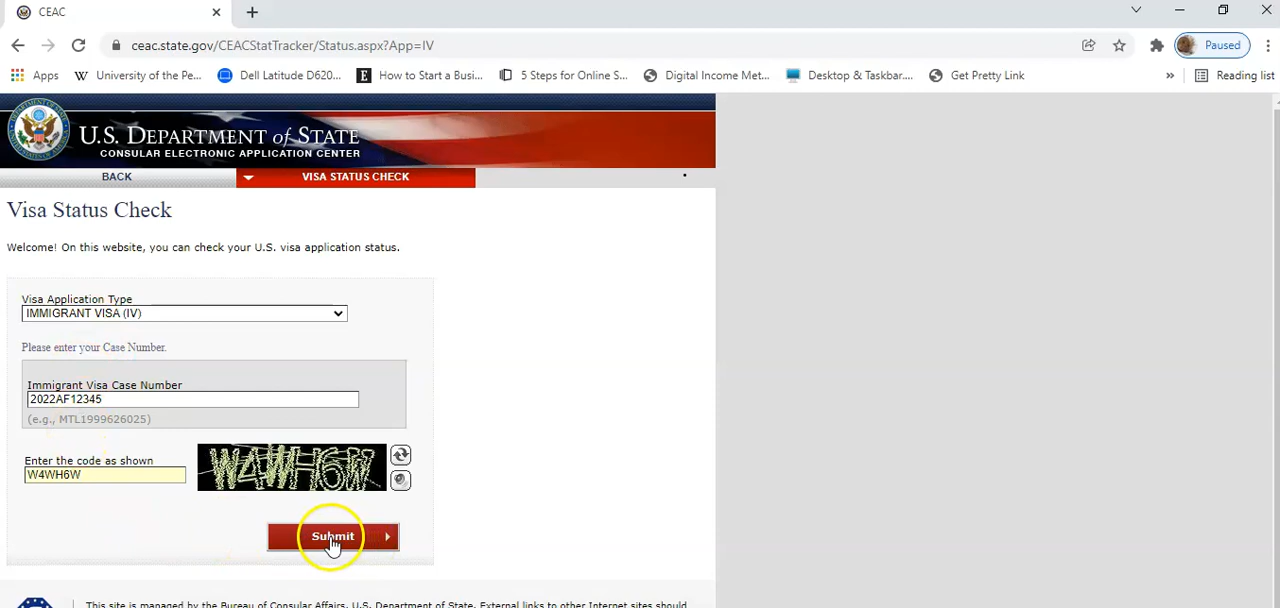 CEAC
ceac.state.gov/CEACStatTracker/Status.aspx?App=IV
Paused
Apps
University of the Pe...
Dell Latitude D620...
How to Start a Busi...
5 Steps for Online S...
Digital Income Met...
Desktop & Taskbar....
Get Pretty Link
»
Reading list
U.S. DEPARTMENT of STATE
CONSULAR ELECTRONIC APPLICATION CENTER
BACK
VISA STATUS CHECK
Visa Status Check
Welcome! On this website, you can check your U.S. visa application status.
Visa Application Type
IMMIGRANT VISA (IV)
Please enter your Case Number.
Immigrant Visa Case Number
2022AF12345
(e.g., MTL1999626025)
Enter the code as shown
W4WH6W
W4WH6W
Submit
This site is managed by the Bureau of Consular Affairs, U.S. Department of State. External links to other Internet sites should